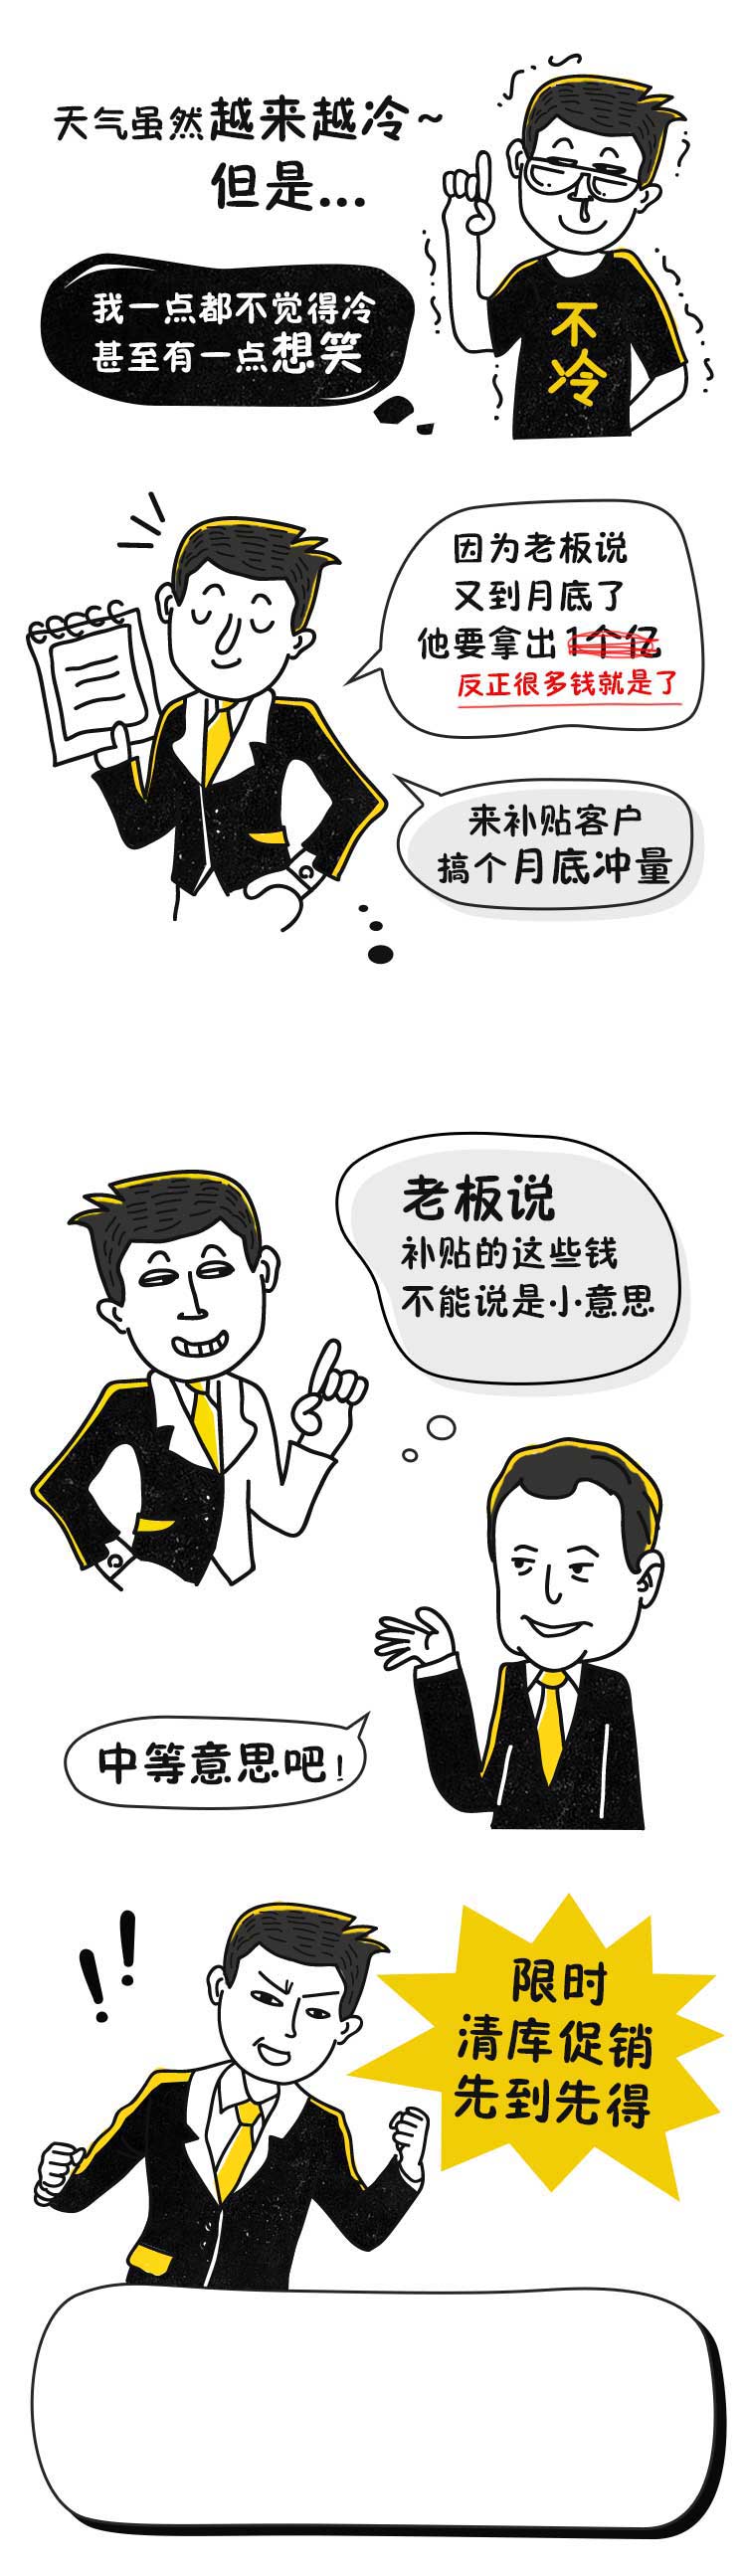 天气虽然越来越冷~
但是...
我一点都不觉得冷
甚至有一点想笑
不
冷
因为老板说
又到月底了
他要拿出1个亿
反正很多钱就是了
来补贴客户
搞个月底冲量
老板说
补贴的这些钱
不能说是小意思
中等意思吧!
限时
清库促销
先到先得